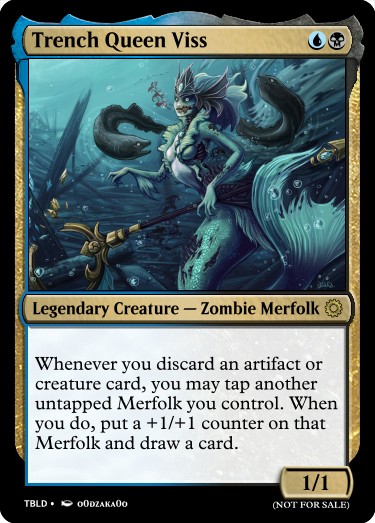 Trench Queen Viss
Legendary Creature — Zombie Merfolk
Whenever you discard an artifact or
creature card, you may tap another
untapped Merfolk you control. When
you do, put a +1/+1 counter on that
Merfolk and draw a card.
1/1
TBLD • o0DZAKA0o
(NOT FOR SALE)